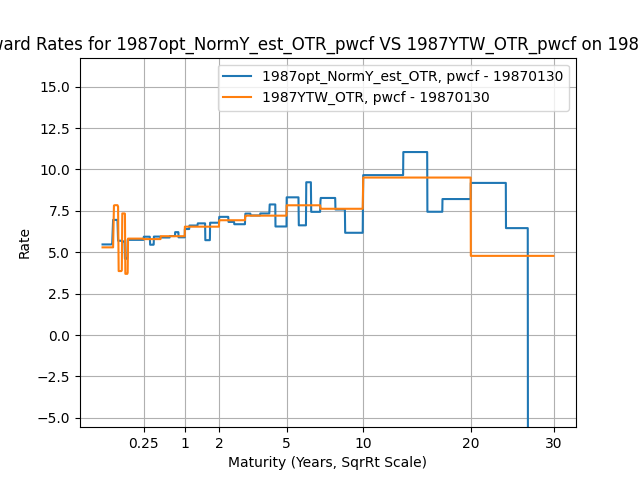 ward Rates for 1987opt_NormY_est_OTR_pwcf VS 1987YTW_OTR_pwcf on 198
1987opt_NormY_est_OTR, pwcf - 19870130
1987YTW_OTR, pwcf - 19870130
15.0
12.5
10.0
7.5
5.0
2.5
0.0
−2.5
−5.0
Rate
0.25 1 2 5 10 20 30
Maturity (Years, SqrRt Scale)